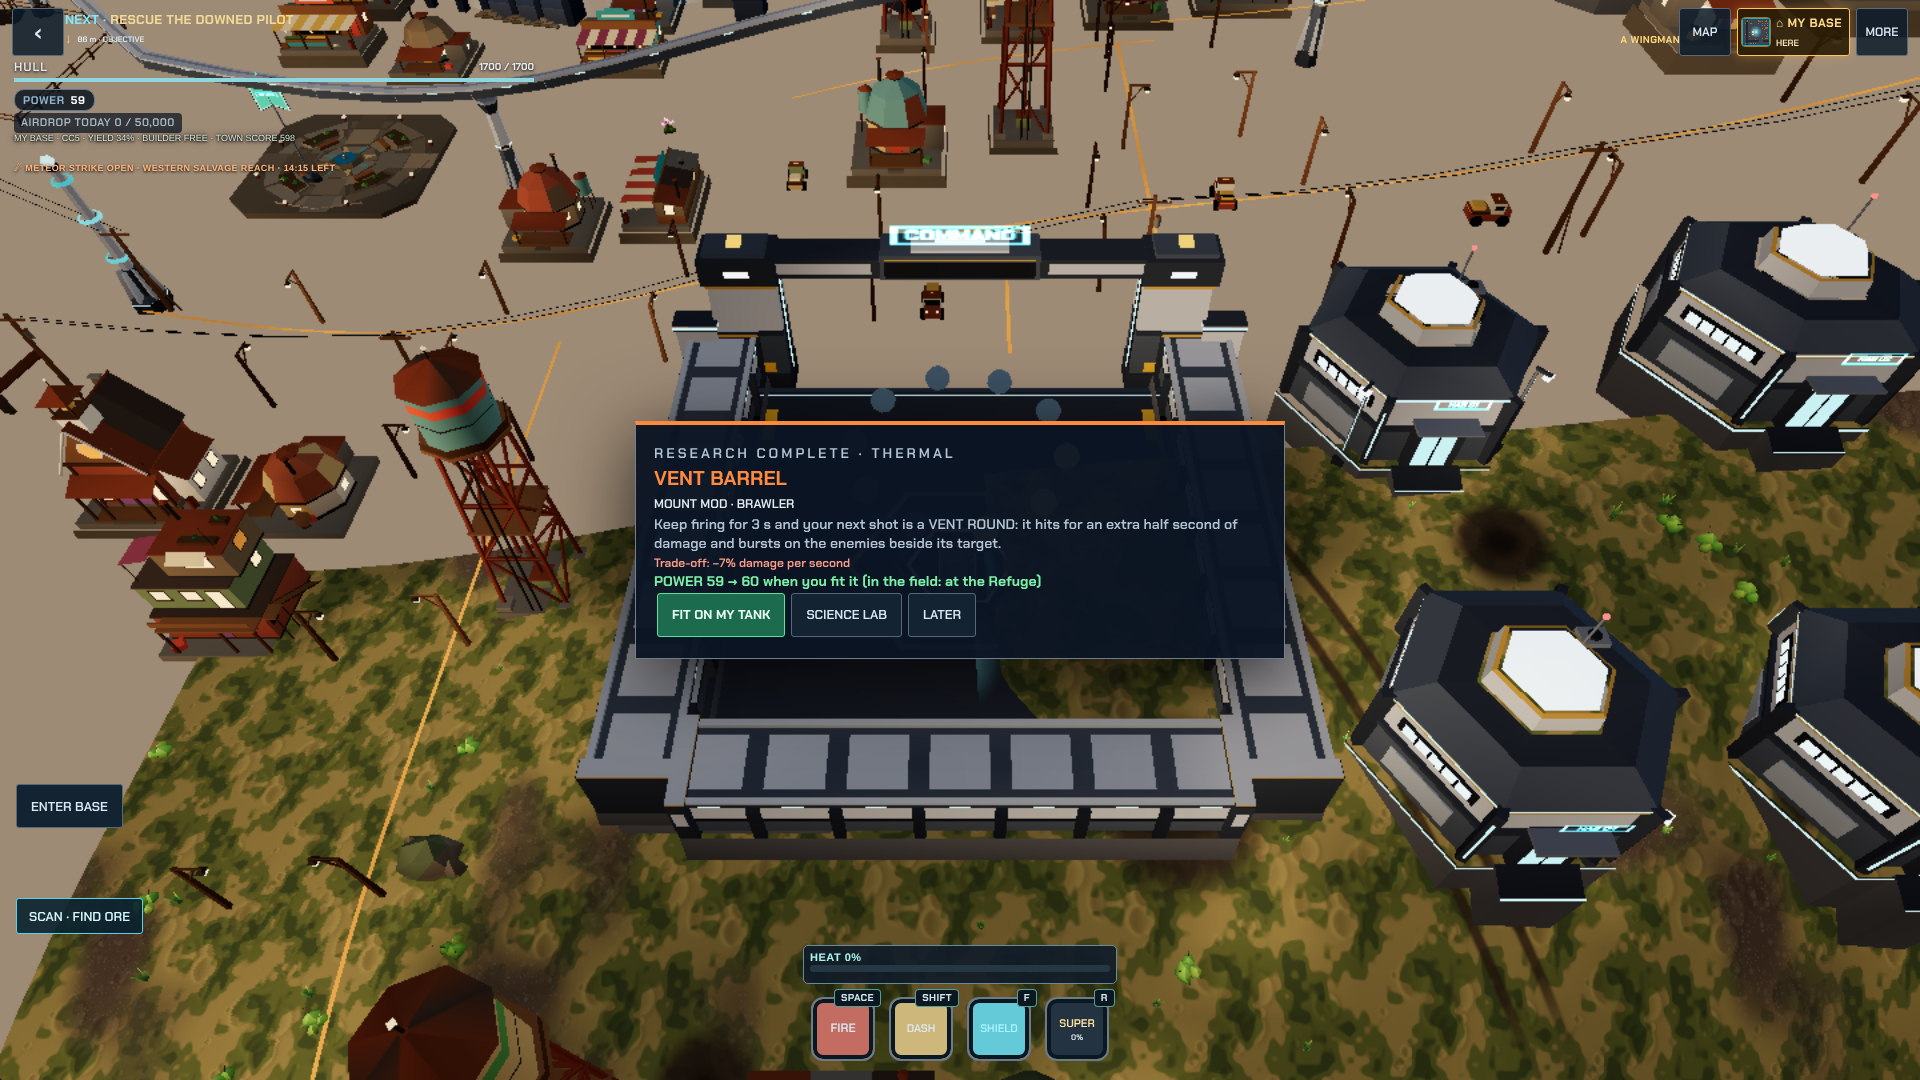 NEXT · RESCUE THE DOWNED PILOT
↓ 86 m · OBJECTIVE
HULL 1700 / 1700
POWER 59
AIRDROP TODAY 0 / 50,000
MY BASE · CC5 · YIELD 34% · BUILDER FREE · TOWN SCORE 598
METEOR STRIKE OPEN · WESTERN SALVAGE REACH · 14:15 LEFT
A WINGMAN
MAP
⌂ MY BASE
HERE
MORE
COMMAND
RESEARCH COMPLETE · THERMAL
VENT BARREL
MOUNT MOD · BRAWLER
Keep firing for 3 s and your next shot is a VENT ROUND: it hits for an extra half second of
damage and bursts on the enemies beside its target.
Trade-off: −7% damage per second
POWER 59 → 60 when you fit it (in the field: at the Refuge)
FIT ON MY TANK
SCIENCE LAB
LATER
ENTER BASE
SCAN · FIND ORE
HEAT 0%
SPACE
FIRE
SHIFT
DASH
F
SHIELD
R
SUPER
0%